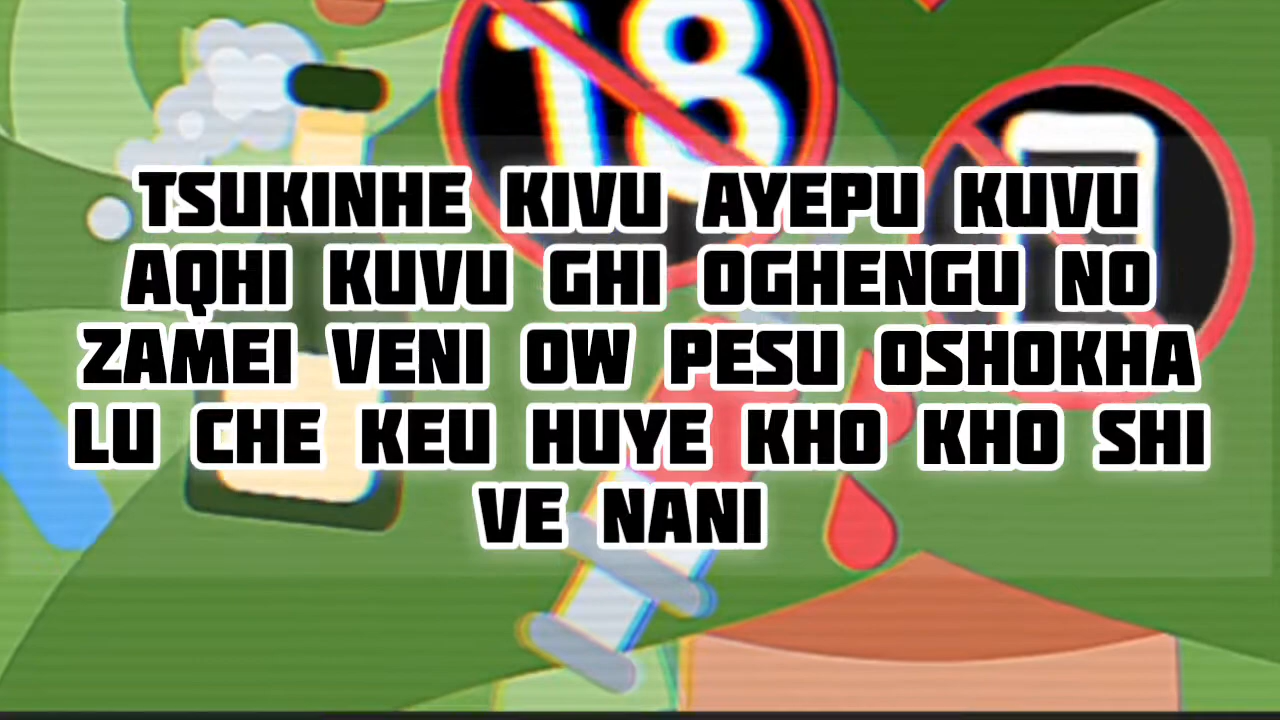 18
TSUKINHE KIVU AYEPU KUVU
AQHI KUVU GHI OGHENGU NO
ZAMEI VENI OW PESU OSHOKHA
LU CHE KEU HUYE KHO KHO SHI
VE NANI